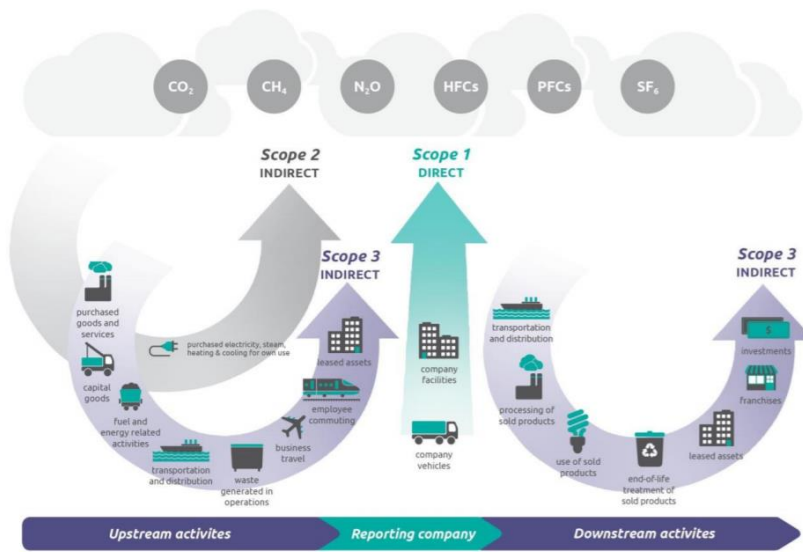 CO₂
CH₄
N₂O
HFCs
PFCs
SF₆
Scope 2
INDIRECT
Scope 1
DIRECT
Scope 3
INDIRECT
Scope 3
INDIRECT
purchased
goods and
services
capital
goods
fuel and
energy related
activities
transportation
and distribution
waste
generated in
operations
business
travel
employee
commuting
leased assets
purchased electricity, steam,
heating & cooling for own use
company
facilities
company
vehicles
transportation
and distribution
processing of
sold products
use of sold
products
end-of-life
treatment of
sold products
leased assets
franchises
investments
$
Upstream activites
Reporting company
Downstream activites